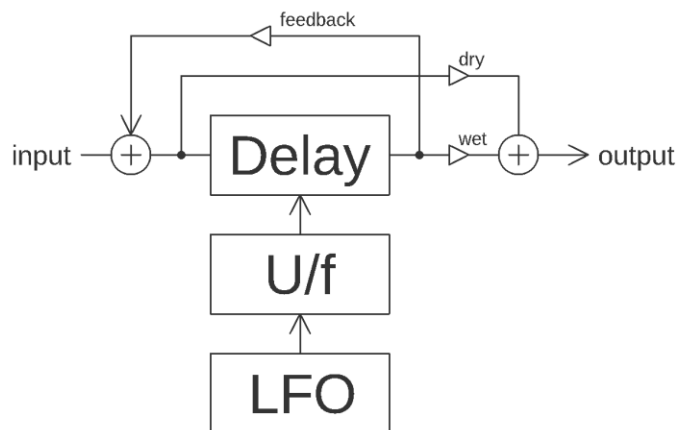 feedback
dry
input
+
Delay
wet
+
output
U/f
LFO